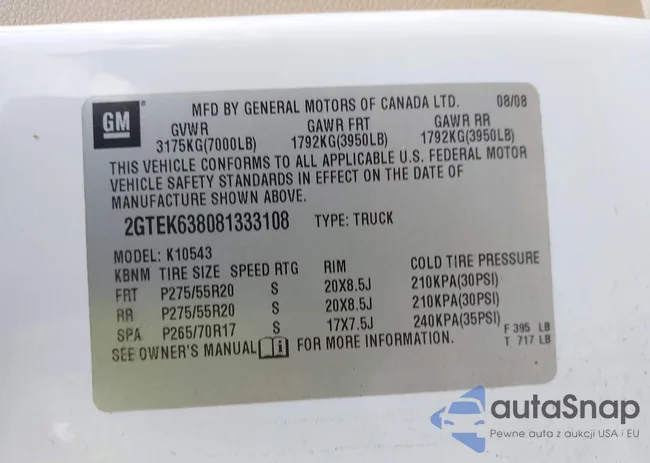 GM
MFD BY GENERAL MOTORS OF CANADA LTD. 08/08
GVWR GAWR FRT GAWR RR
3175KG(7000LB) 1792KG(3950LB) 1792KG(3950LB)
THIS VEHICLE CONFORMS TO ALL APPLICABLE U.S. FEDERAL MOTOR
VEHICLE SAFETY STANDARDS IN EFFECT ON THE DATE OF
MANUFACTURE SHOWN ABOVE.
2GTEK638081333108 TYPE: TRUCK
MODEL: K10543
KBNM TIRE SIZE SPEED RTG RIM COLD TIRE PRESSURE
FRT P275/55R20 S 20X8.5J 210KPA(30PSI)
RR P275/55R20 S 20X8.5J 210KPA(30PSI)
SPA P265/70R17 S 17X7.5J 240KPA(35PSI)
F 395 LB
T 717 LB
SEE OWNER'S MANUAL i FOR MORE INFORMATION.
autaSnap
Pewne auta z aukcji USA i EU